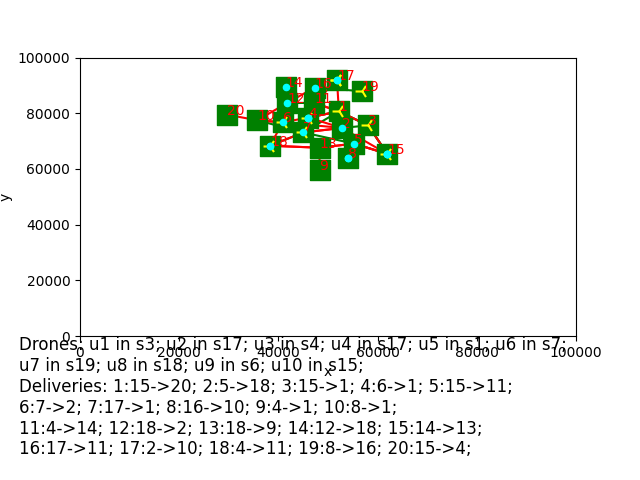 100000
80000
60000
40000
20000
0
y
20
17
19
15
0 20000 40000 60000 80000 100000
x
Drones: u1 in s3; u2 in s17; u3 in s4; u4 in s17; u5 in s1; u6 in s7;
u7 in s19; u8 in s18; u9 in s6; u10 in s15;
Deliveries: 1:15->20; 2:5->18; 3:15->1; 4:6->1; 5:15->11;
6:7->2; 7:17->1; 8:16->10; 9:4->1; 10:8->1;
11:4->14; 12:18->2; 13:18->9; 14:12->18; 15:14->13;
16:17->11; 17:2->10; 18:4->11; 19:8->16; 20:15->4;